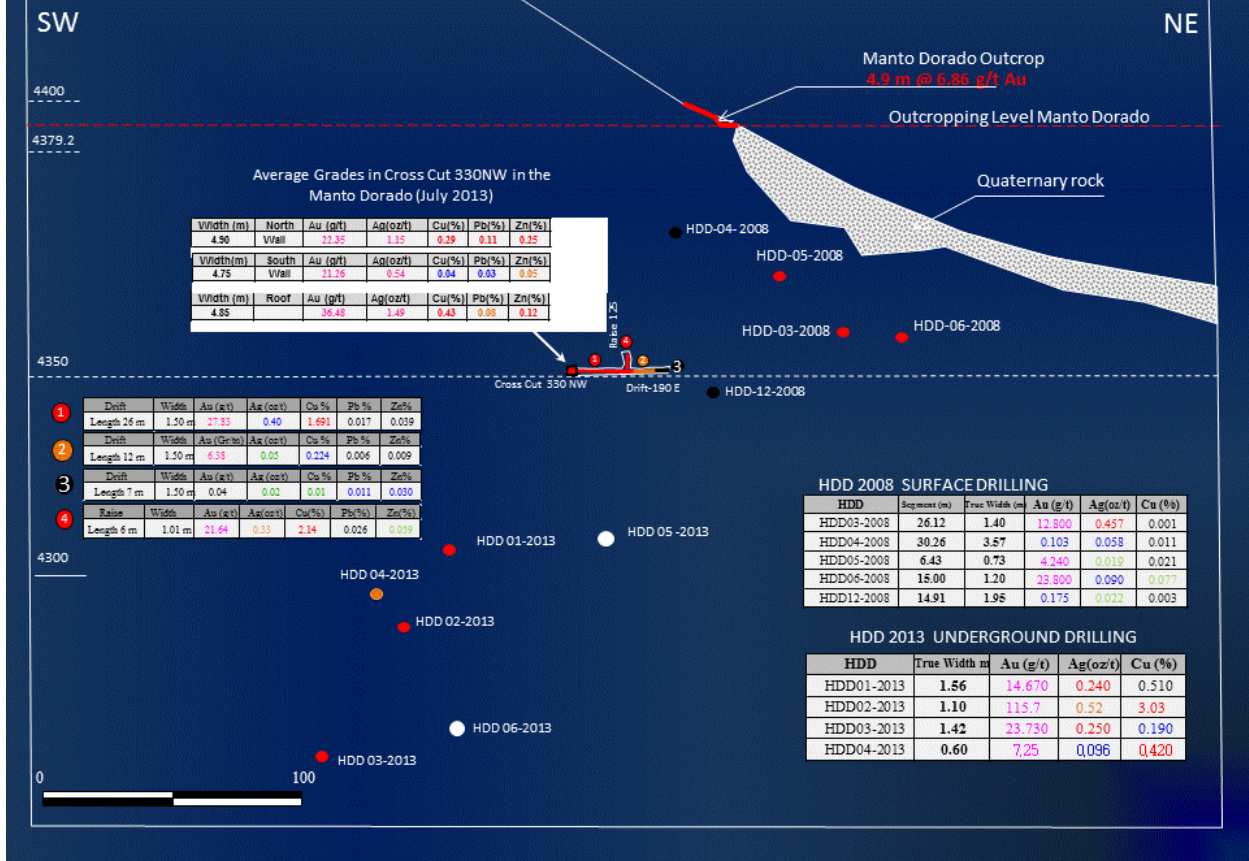 SW
NE
Manto Dorado Outcrop
4.9 m @ 6.86 g/t Au
4400
Outcropping Level Manto Dorado
4379.2
Average Grades in Cross Cut 330NW in the
Manto Dorado (July 2013)
Quaternary rock
Width (m) North Au (g/t) Ag(oz/t) Cu(%) Pb(%) Zn(%)
4.90 Wall 22.35 1.15 0.29 0.11 0.25
Width(m) South Au (g/t) Ag(oz/t) Cu(%) Pb(%) Zn(%)
4.75 Wall 21.26 0.54 0.04 0.03 0.05
Width (m) Roof Au (g/t) Ag(oz/t) Cu(%) Pb(%) Zn(%)
4.85 36.48 1.49 0.43 0.08 0.12
HDD-04-2008
HDD-05-2008
HDD-03-2008
HDD-06-2008
Raise 125
4350
1
4
2
3
Cross Cut 330 NW
Drift-190 E
HDD-12-2008
1
Drift Width Au (g/t) Ag (oz/t) Cu % Pb % Zn%
Length 26 m 1.50 m 27.83 0.40 1.691 0.017 0.039
2
Drift Width Au (Gr/tn) Ag (oz/t) Cu % Pb % Zn%
Length 12 m 1.50 m 6.38 0.05 0.224 0.006 0.009
3
Drift Width Au (g/t) Ag (oz/t) Cu % Pb % Zn%
Length 7 m 1.50 m 0.04 0.02 0.01 0.011 0.030
4
Raise Width Au (g/t) Ag(oz/t) Cu(%) Pb(%) Zn(%)
Length 6 m 1.01 m 21.64 0.33 2.14 0.026 0.059
HDD 01-2013
HDD 05-2013
4300
HDD 04-2013
HDD 02-2013
HDD 06-2013
HDD 03-2013
0
100
HDD 2008 SURFACE DRILLING
HDD Segment (m) True Width (m) Au (g/t) Ag(oz/t) Cu (%)
HDD03-2008 26.12 1.40 12.800 0.457 0.001
HDD04-2008 30.26 3.57 0.103 0.058 0.011
HDD05-2008 6.43 0.73 4.240 0.019 0.021
HDD06-2008 15.00 1.20 23.800 0.090 0.077
HDD12-2008 14.91 1.95 0.175 0.022 0.003
HDD 2013 UNDERGROUND DRILLING
HDD True Width m Au (g/t) Ag(oz/t) Cu (%)
HDD01-2013 1.56 14.670 0.240 0.510
HDD02-2013 1.10 115.7 0.52 3.03
HDD03-2013 1.42 23.730 0.250 0.190
HDD04-2013 0.60 7,25 0,096 0,420